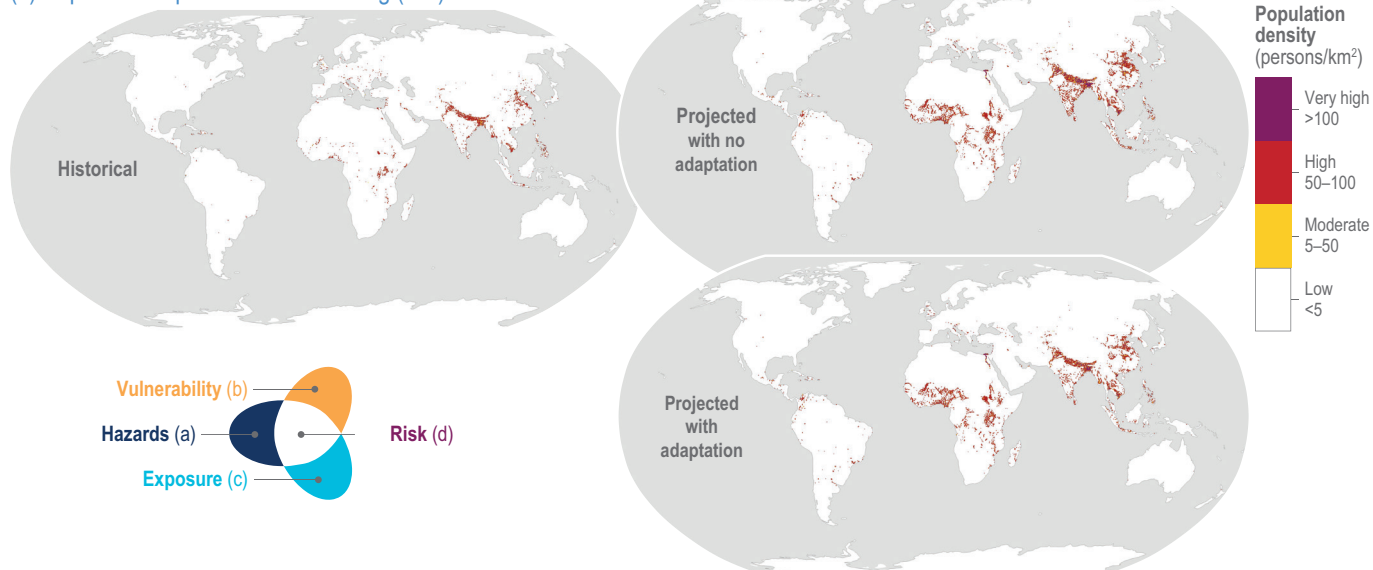 Historical
Projected
with no
adaptation
Population
density
(persons/km²)
Very high
>100
High
50–100
Moderate
5–50
Low
<5
Vulnerability (b)
Hazards (a)
Risk (d)
Exposure (c)
Projected
with
adaptation